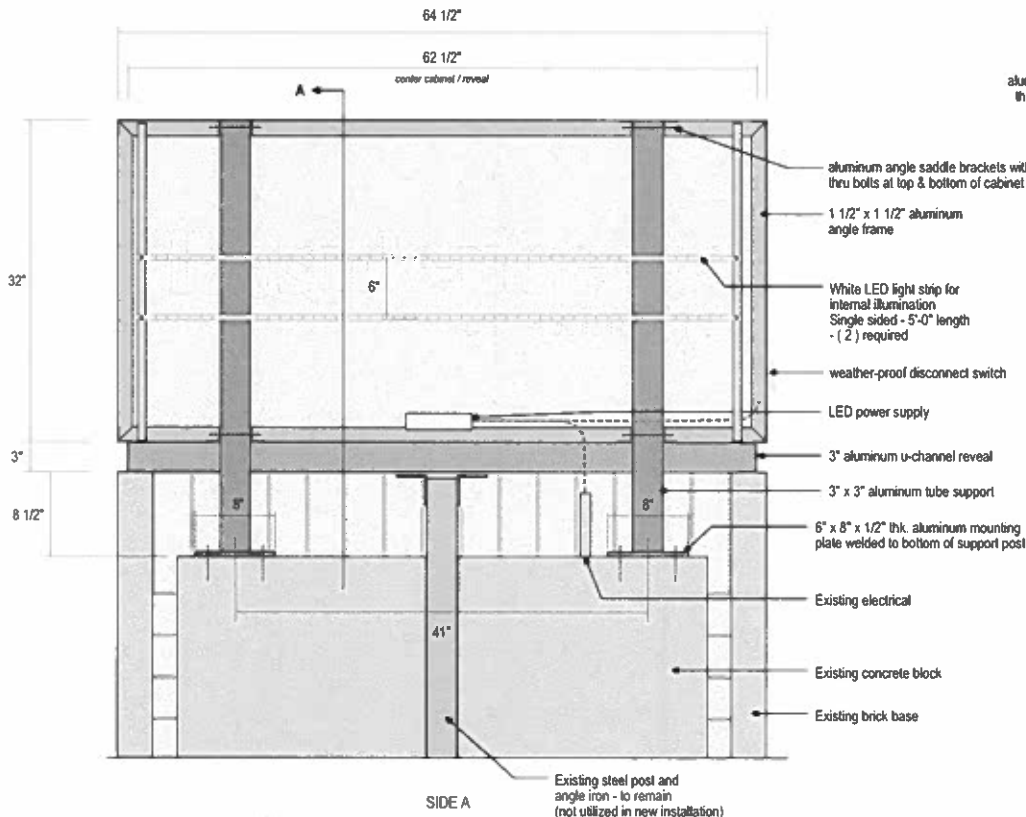 64 1/2"
62 1/2"
center cabinet / reveal
A
alu
th
aluminum angle saddle brackets with
thru bolts at top & bottom of cabinet
1 1/2" x 1 1/2" aluminum
angle frame
32"
6"
White LED light strip for
internal illumination
Single sided - 5'-0" length
- ( 2 ) required
weather-proof disconnect switch
LED power supply
3"
3" aluminum u-channel reveal
8 1/2"
8"
8"
3" x 3" aluminum tube support
6" x 8" x 1/2" thk. aluminum mounting
plate welded to bottom of support post
Existing electrical
41"
Existing concrete block
Existing brick base
Existing steel post and
angle iron - to remain
(not utilized in new installation)
SIDE A